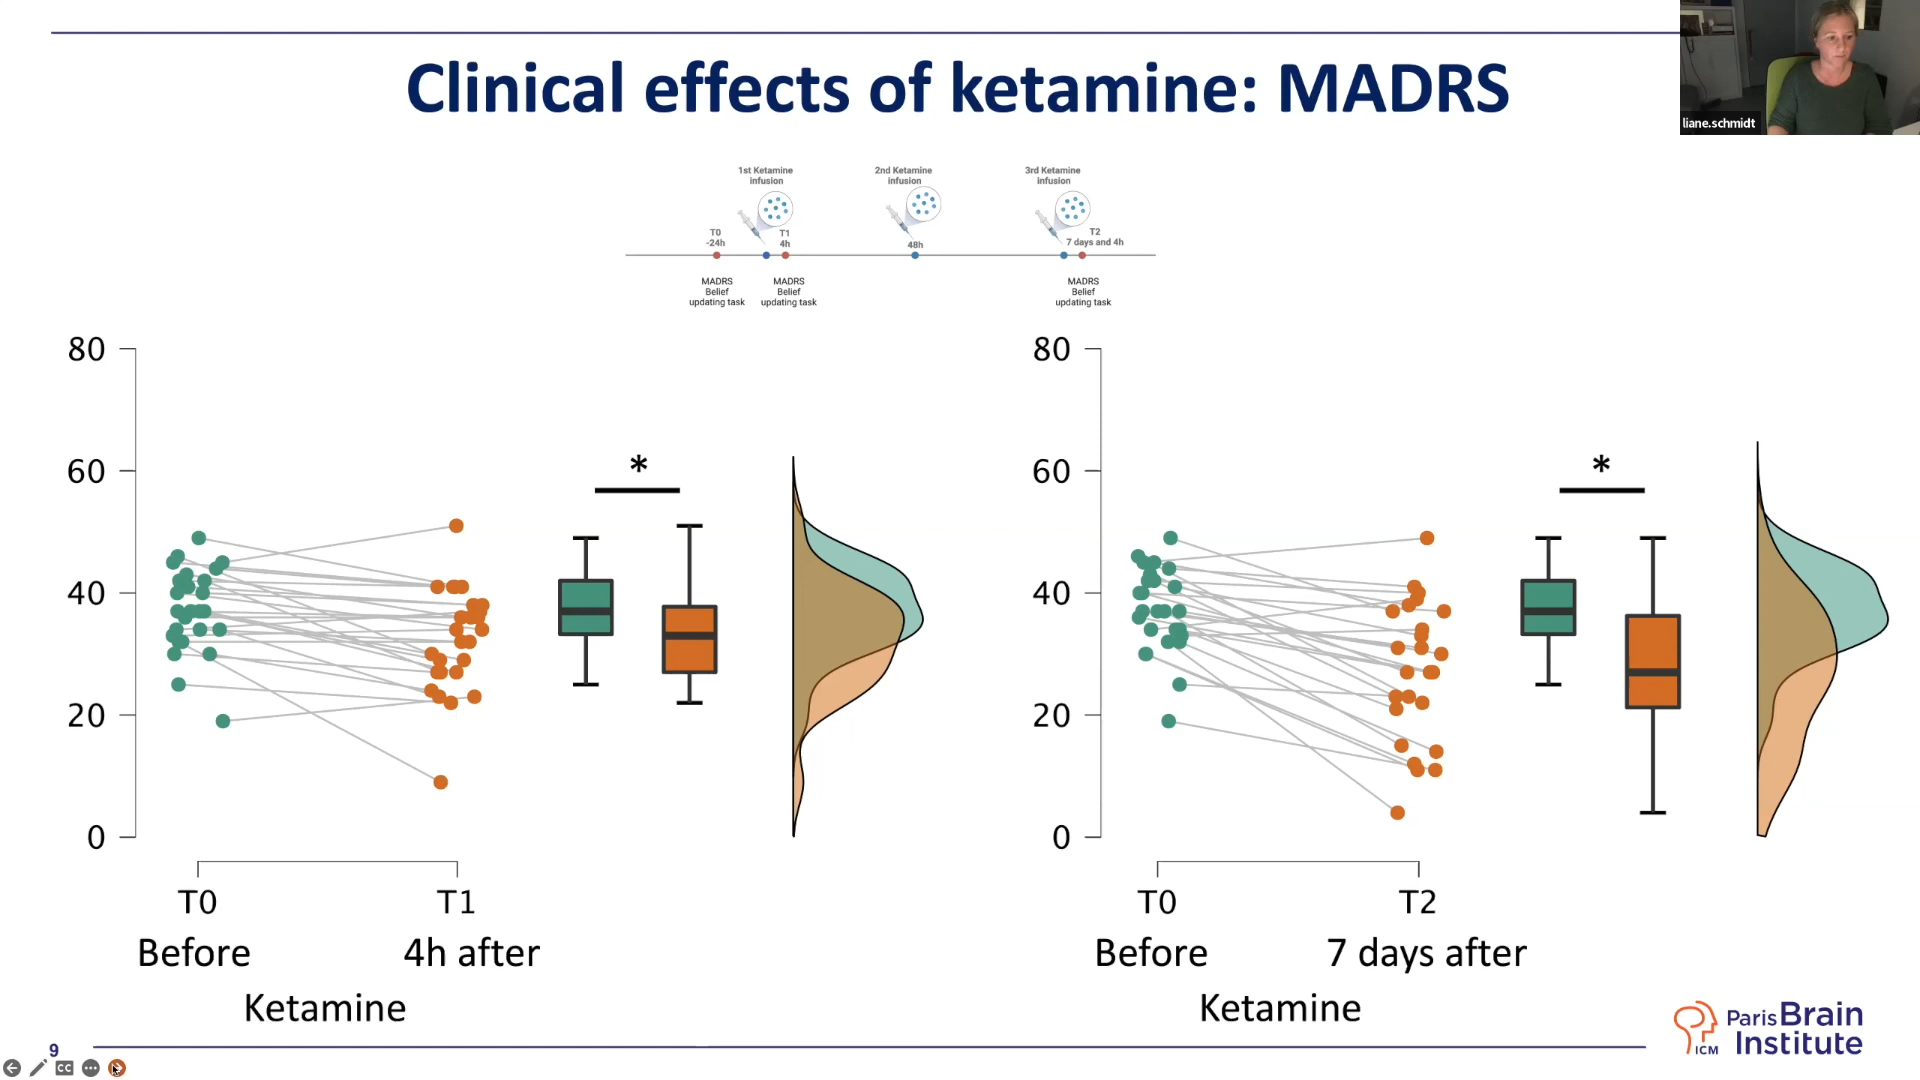 Clinical effects of ketamine: MADRS
liane.schmidt
1st Ketamine
infusion
2nd Ketamine
infusion
3rd Ketamine
infusion
T0
-24h
T1
4h
48h
T2
7 days and 4h
MADRS
Belief
updating task
MADRS
Belief
updating task
MADRS
Belief
updating task
80
60
40
20
0
*
T0
T1
Before
4h after
Ketamine
80
60
40
20
0
*
T0
T2
Before
7 days after
Ketamine
Paris Brain
Institute
ICM
9
CC